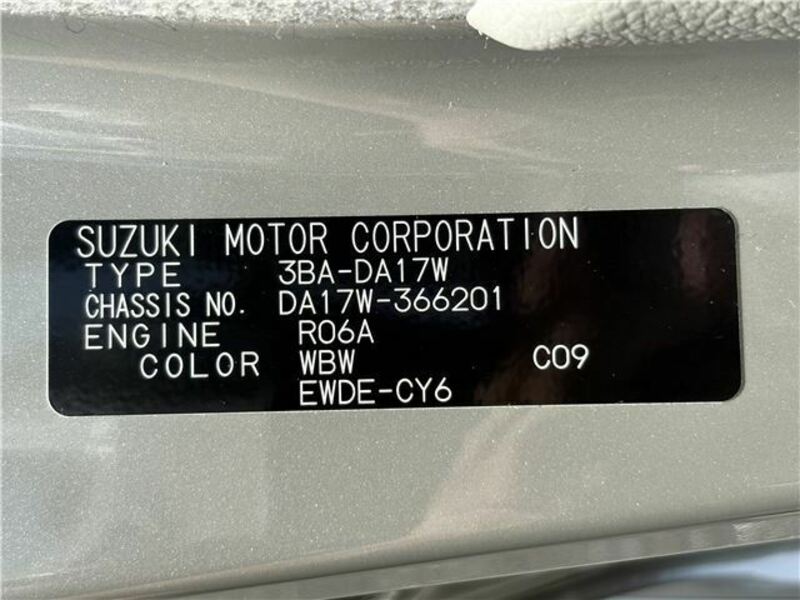 SUZUKI MOTOR CORPORATION
TYPE 3BA-DA17W
CHASSIS NO. DA17W-366201
ENGINE R06A
COLOR WBW C09
EWDE-CY6